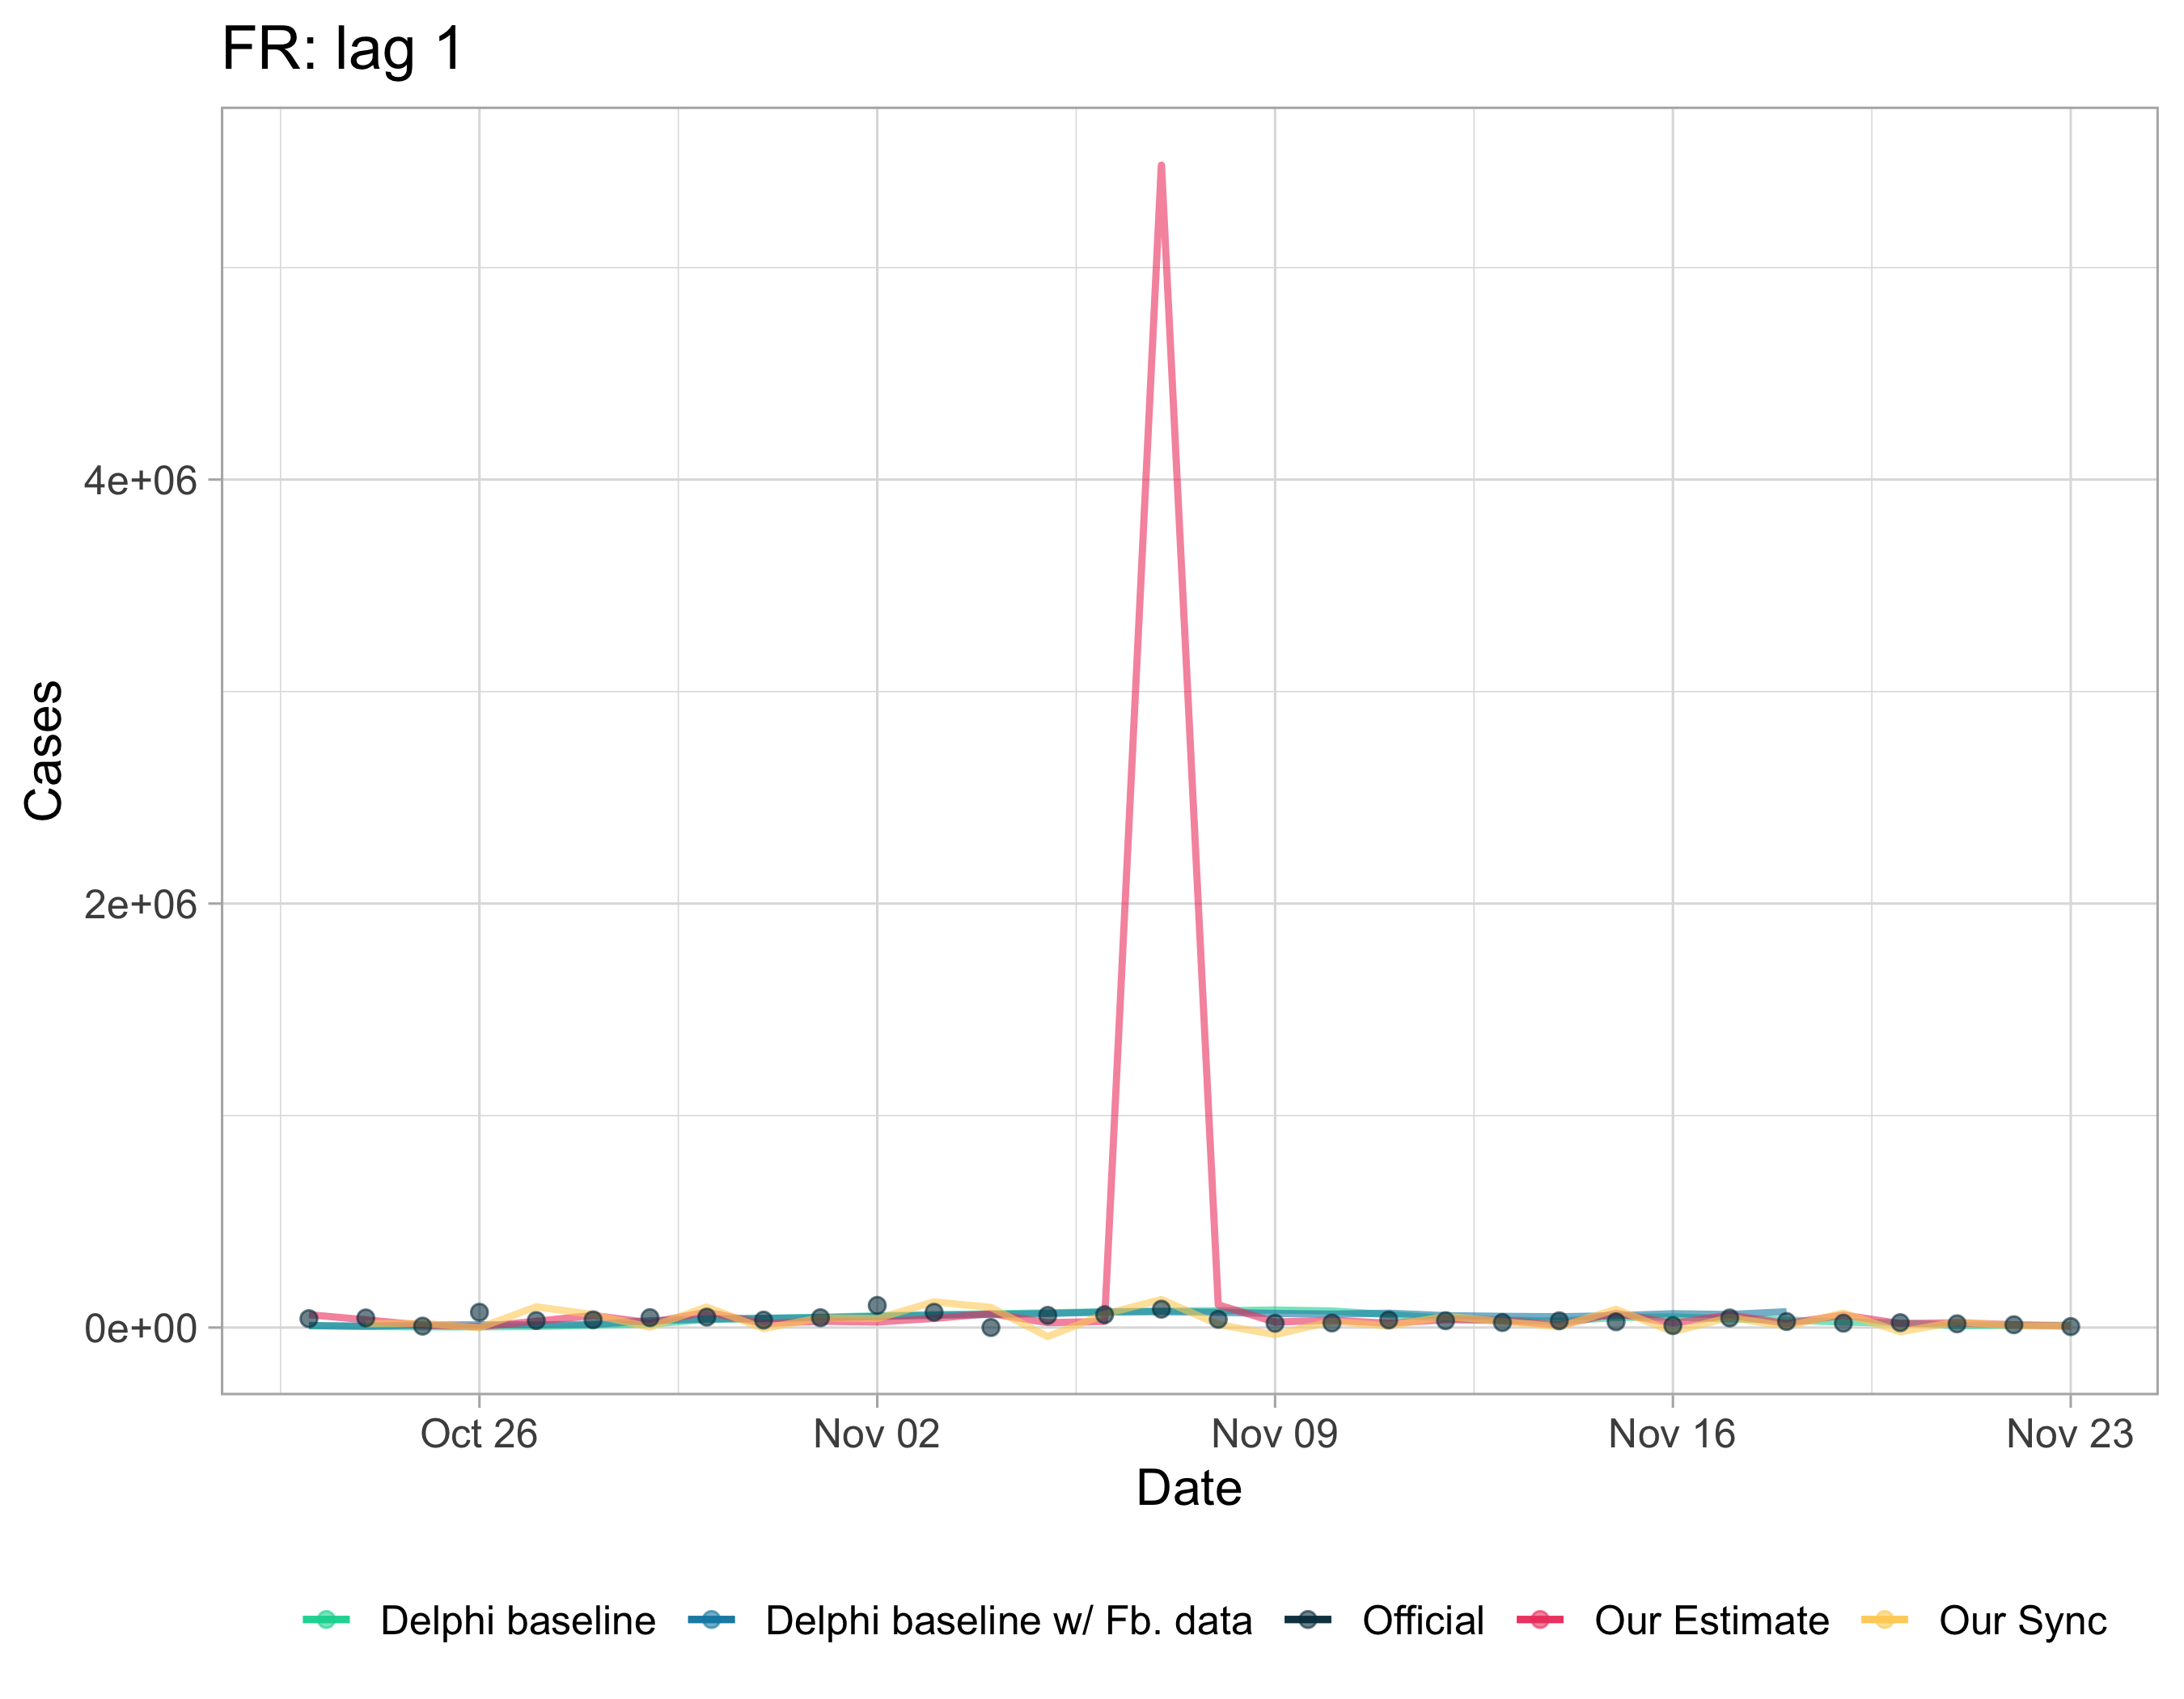 FR: lag 1
Cases
4e+06
2e+06
0e+00
Oct 26 Nov 02 Nov 09 Nov 16 Nov 23
Date
Delphi baseline Delphi baseline w/ Fb. data Official Our Estimate Our Sync